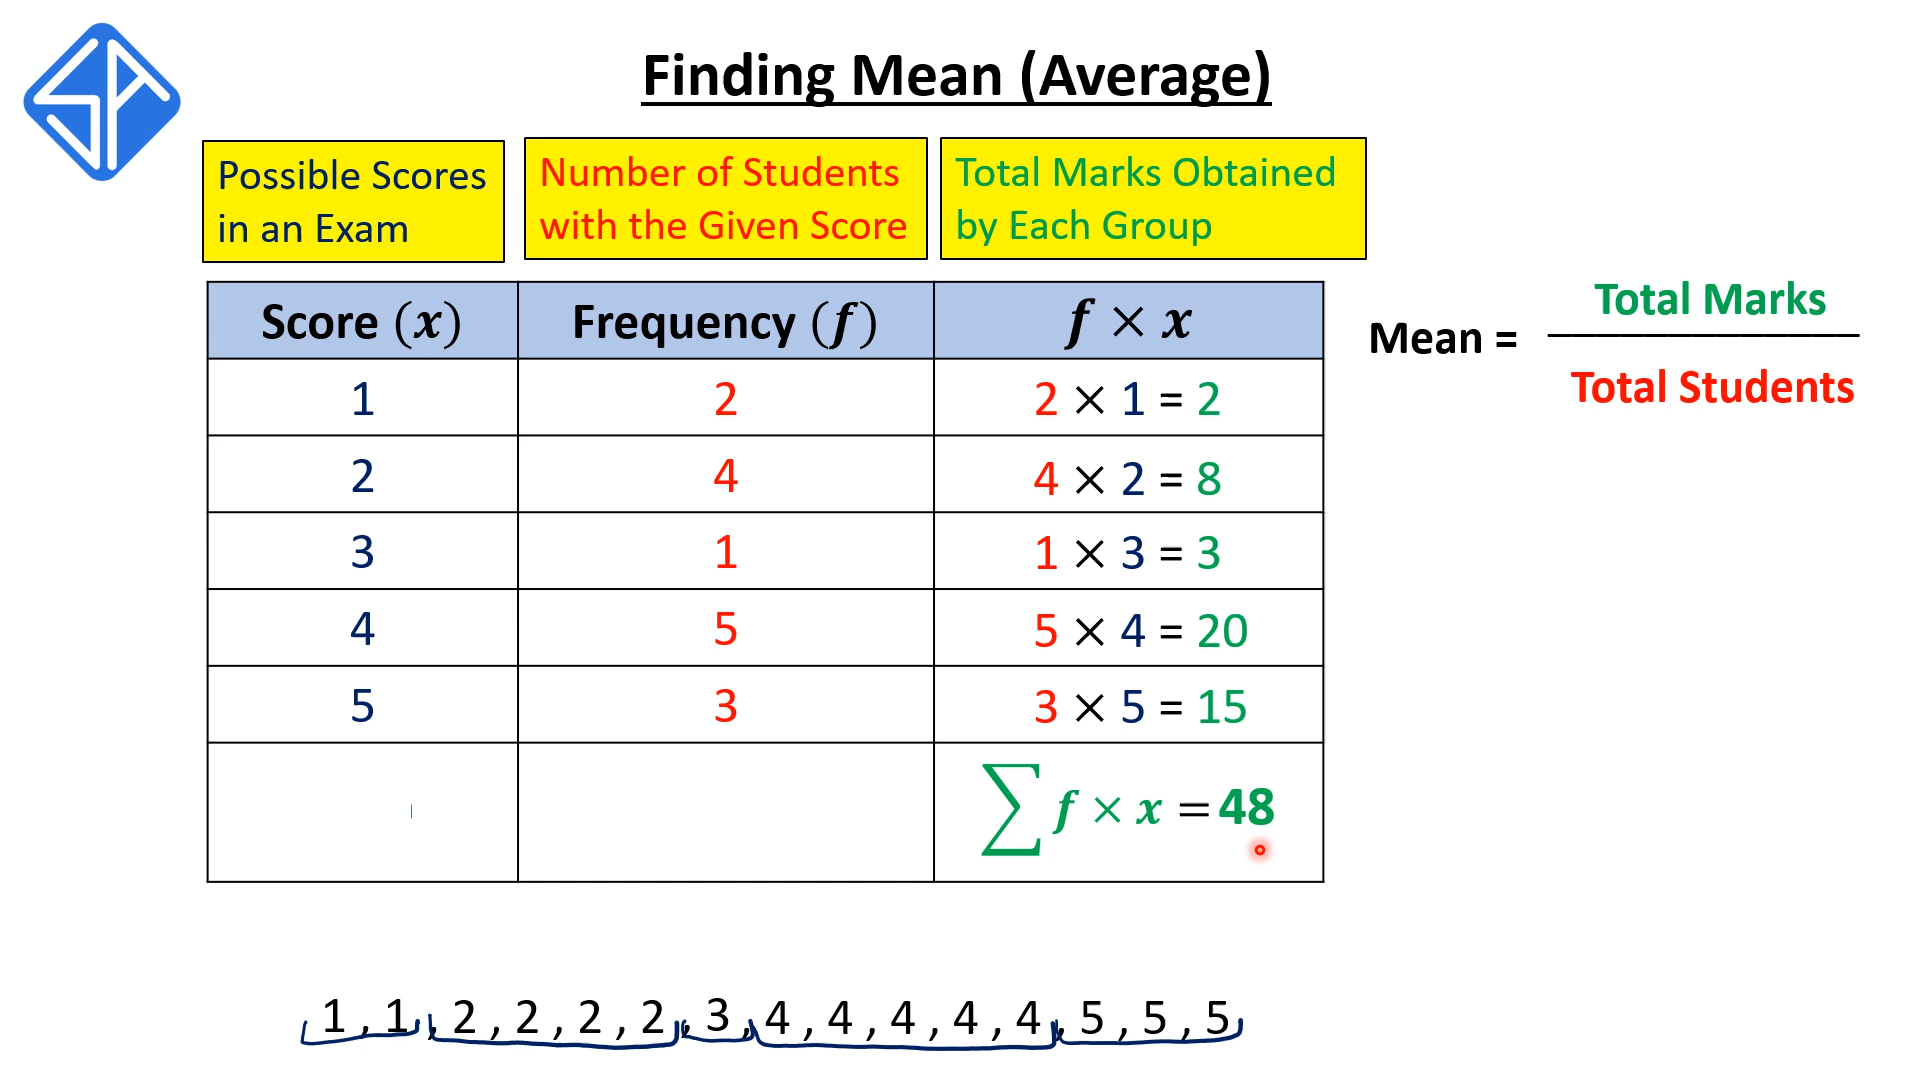 Finding Mean (Average)
Possible Scores
in an Exam
Number of Students
with the Given Score
Total Marks Obtained
by Each Group
Score (x) Frequency (f) f × x
1 2 2 × 1 = 2
2 4 4 × 2 = 8
3 1 1 × 3 = 3
4 5 5 × 4 = 20
5 3 3 × 5 = 15
∑ f × x = 48
Total Marks
Mean =
Total Students
1 , 1 , 2 , 2 , 2 , 2 , 3 , 4 , 4 , 4 , 4 , 4 , 5 , 5 , 5